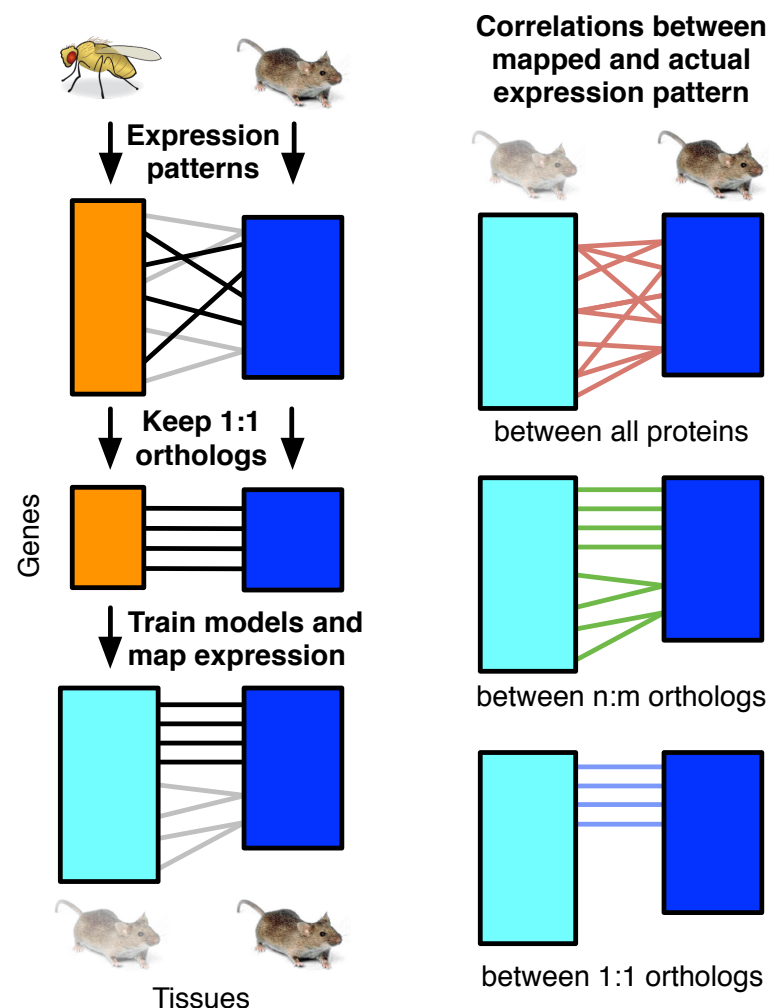 Expression
patterns
Keep 1:1
orthologs
Genes
Train models and
map expression
Tissues
Correlations between
mapped and actual
expression pattern
between all proteins
between n:m orthologs
between 1:1 orthologs